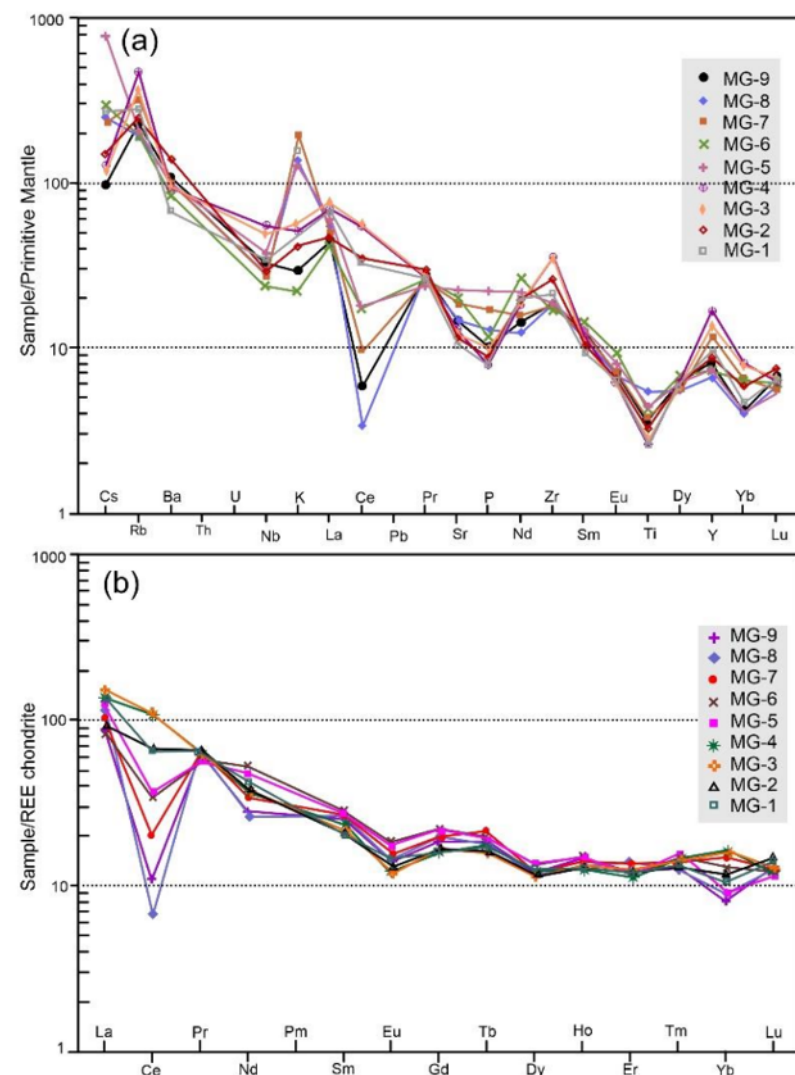 1000
(a)
MG-9
MG-8
MG-7
MG-6
MG-5
MG-4
MG-3
MG-2
MG-1
100
10
1
Sample/Primitive Mantle
Cs Ba U K La Ce Pr P Zr Eu Dy Yb
Rb Th Nb Pb Sr Nd Sm Ti Y Lu
1000
(b)
MG-9
MG-8
MG-7
MG-6
MG-5
MG-4
MG-3
MG-2
MG-1
100
10
1
Sample/REE chondrite
La Pr Pm Eu Tb Ho Tm Lu
Ce Nd Sm Gd Dy Er Yb